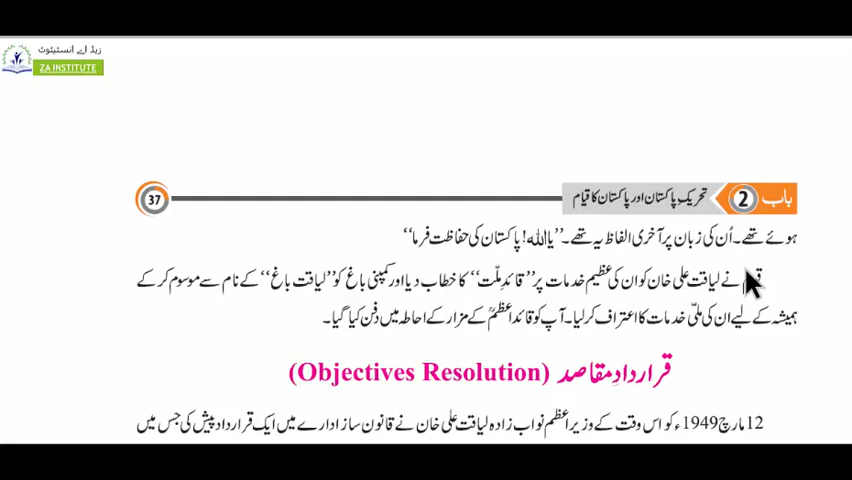 زیڈ اے انسٹیٹوٹ
ZA INSTITUTE
باب 2 تحریکِ پاکستان اور پاکستان کا قیام 37
ہوئے تھے۔ اُن کی زبان پر آخری الفاظ یہ تھے۔ ”یااللہ! پاکستان کی حفاظت فرما“
نے لیاقت علی خان کو ان کی عظیم خدمات پر ”قائدِ ملّت“ کا خطاب دیا اور کمپنی باغ کو ”لیاقت باغ“ کے نام سے موسوم کر کے
ہمیشہ کے لیے ان کی ملّی خدمات کا اعتراف کر لیا۔ آپ کو قائد اعظمؒ کے مزار کے احاطہ میں دفن کیا گیا۔
قراردادِ مقاصد (Objectives Resolution)
12 مارچ 1949ء کو اس وقت کے وزیر اعظم نواب زادہ لیاقت علی خان نے قانون ساز ادارے میں ایک قرارداد پیش کی جس میں